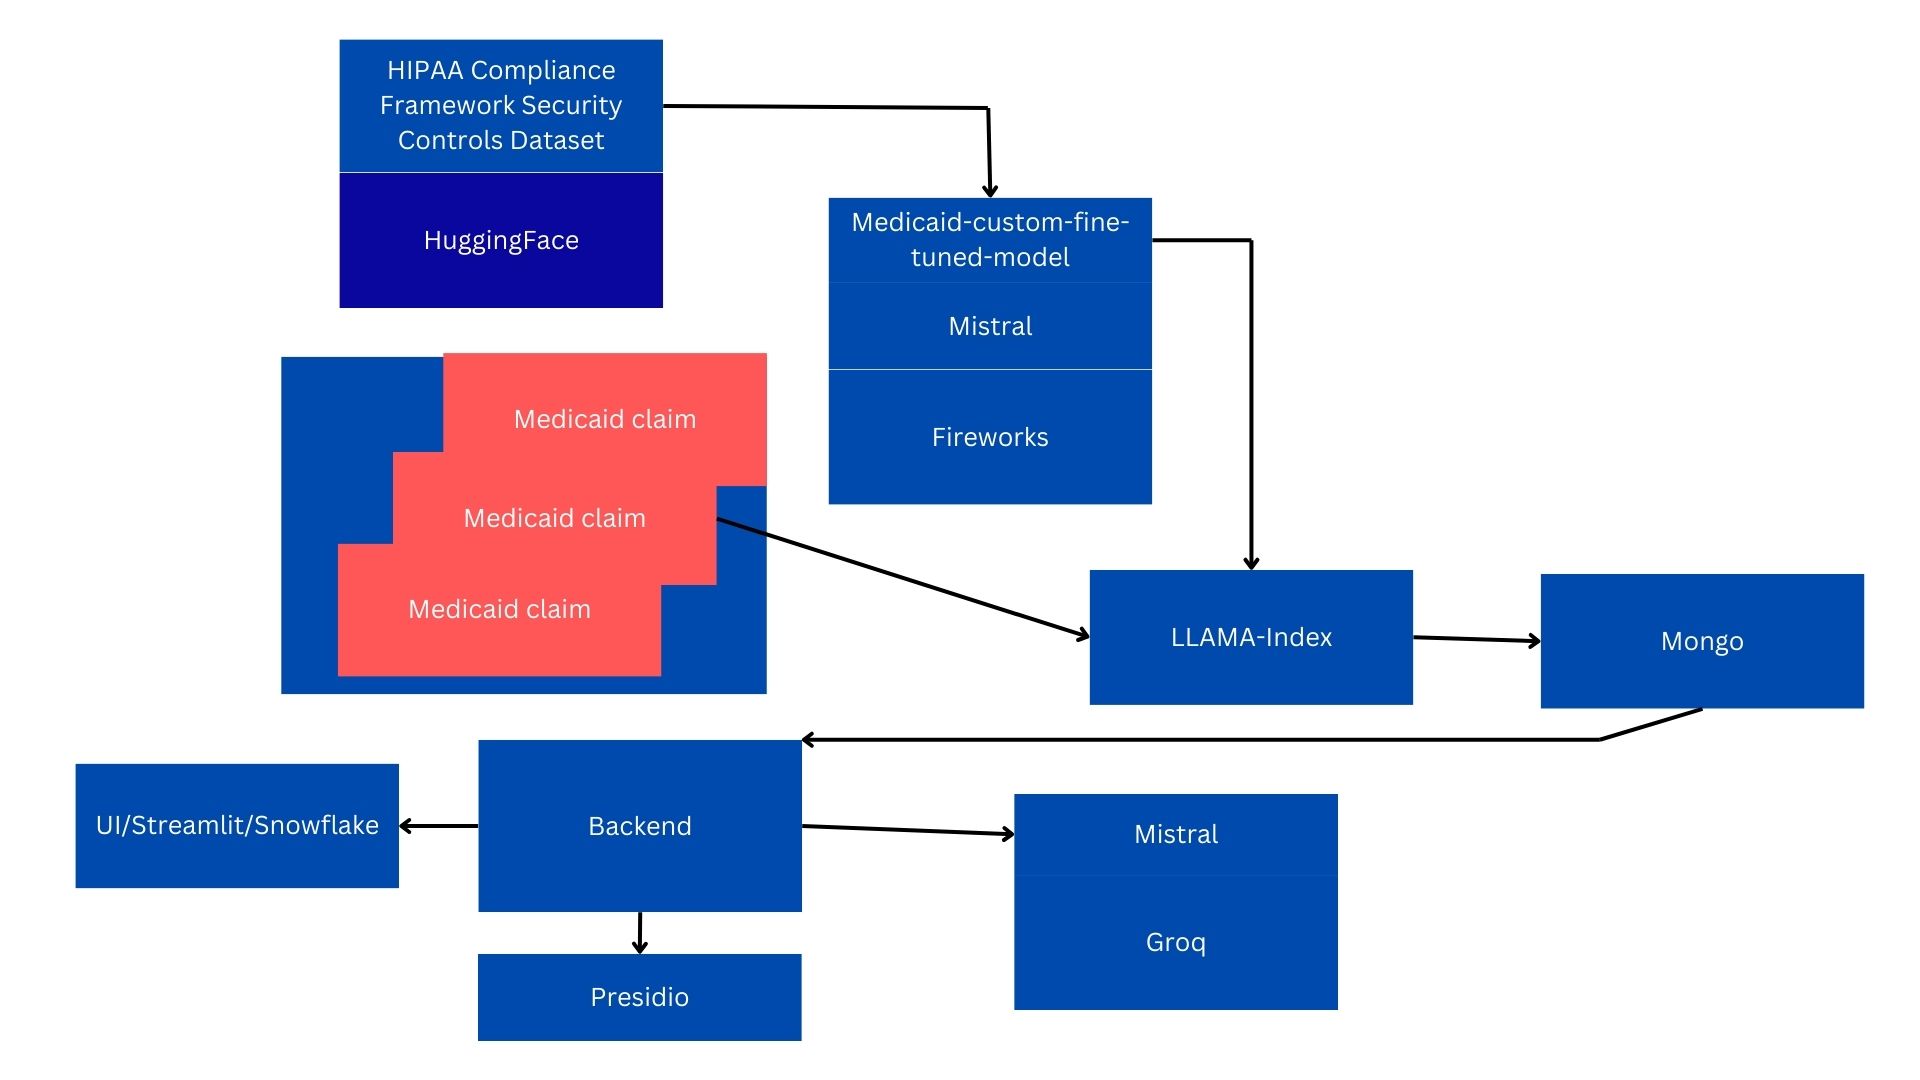 HIPAA Compliance
Framework Security
Controls Dataset
HuggingFace
Medicaid-custom-fine-
tuned-model
Mistral
Fireworks
Medicaid claim
Medicaid claim
Medicaid claim
LLAMA-Index
Mongo
UI/Streamlit/Snowflake
Backend
Mistral
Groq
Presidio